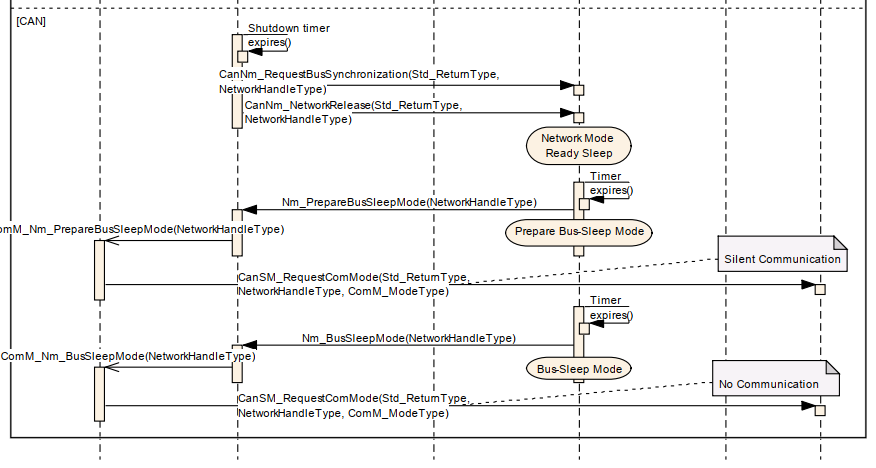 [CAN]
Shutdown timer
expires()
CanNm_RequestBusSynchronization(Std_ReturnType,
NetworkHandleType)
CanNm_NetworkRelease(Std_ReturnType,
NetworkHandleType)
Network Mode
Ready Sleep
Timer
expires()
Nm_PrepareBusSleepMode(NetworkHandleType)
omM_Nm_PrepareBusSleepMode(NetworkHandleType)
Prepare Bus-Sleep Mode
Silent Communication
CanSM_RequestComMode(Std_ReturnType,
NetworkHandleType, ComM_ModeType)
Timer
expires()
Nm_BusSleepMode(NetworkHandleType)
ComM_Nm_BusSleepMode(NetworkHandleType)
Bus-Sleep Mode
No Communication
CanSM_RequestComMode(Std_ReturnType,
NetworkHandleType, ComM_ModeType)